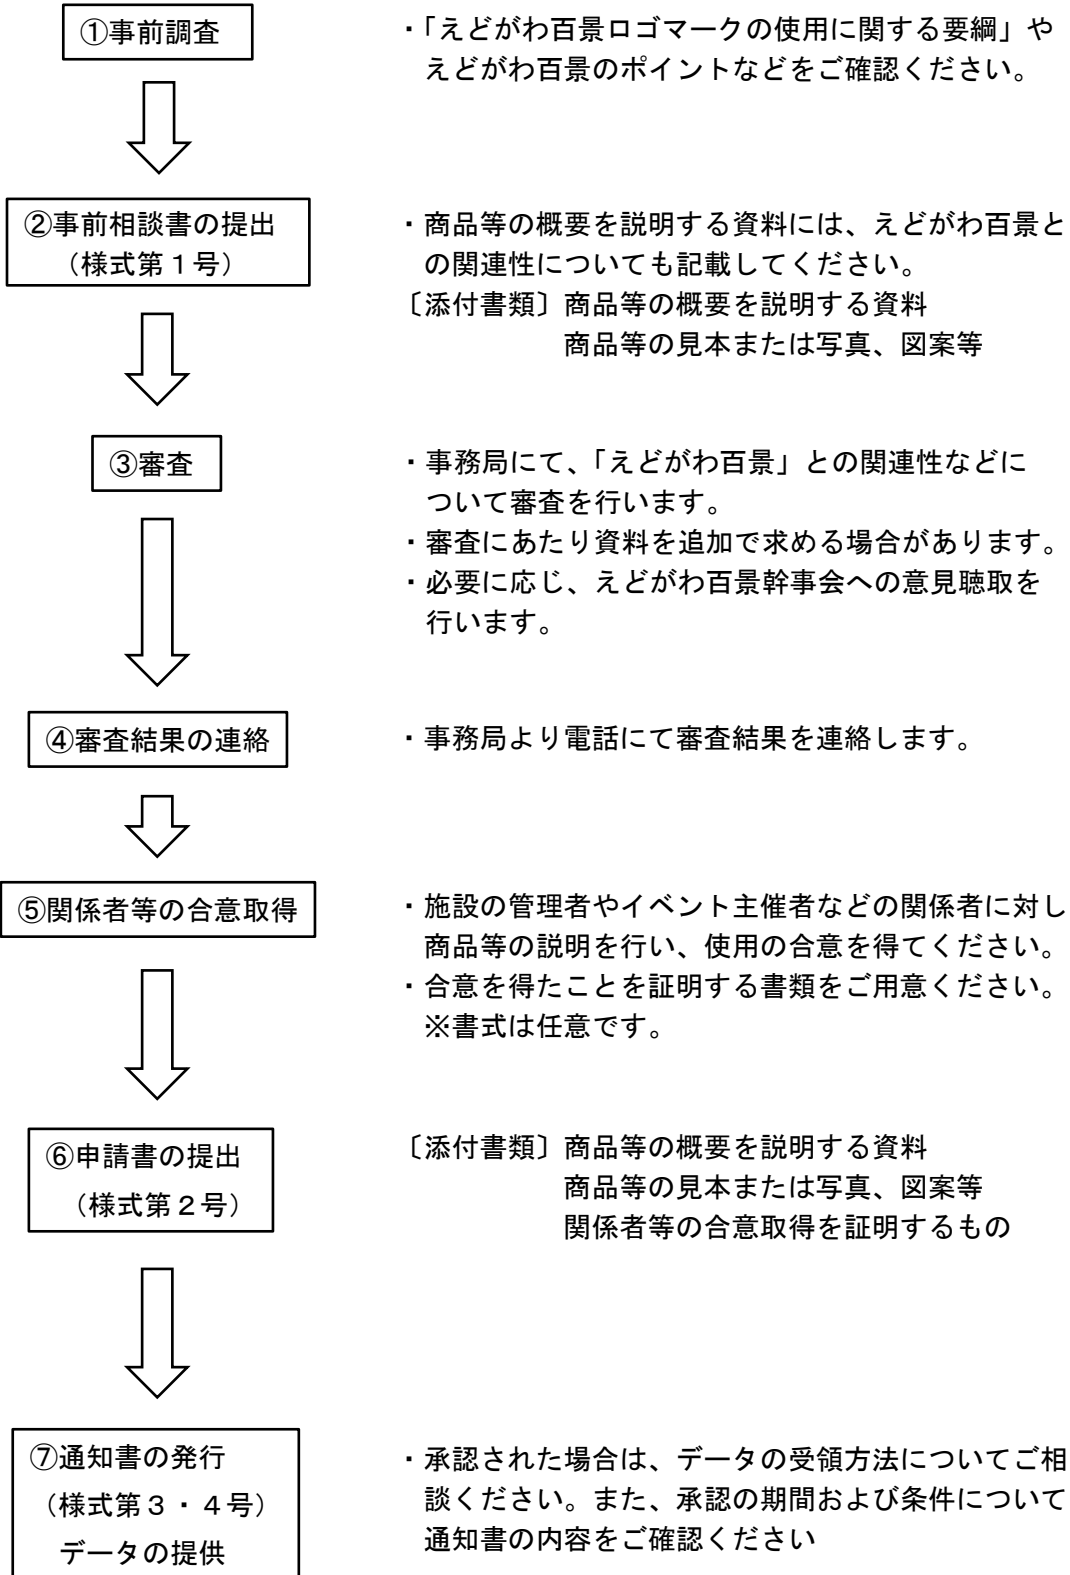 ①事前調査
・「えどがわ百景ロゴマークの使用に関する要綱」や
えどがわ百景のポイントなどをご確認ください。
②事前相談書の提出
（様式第１号）
・商品等の概要を説明する資料には、えどがわ百景と
の関連性についても記載してください。
〔添付書類〕商品等の概要を説明する資料
商品等の見本または写真、図案等
③審査
・事務局にて、「えどがわ百景」との関連性などに
ついて審査を行います。
・審査にあたり資料を追加で求める場合があります。
・必要に応じ、えどがわ百景幹事会への意見聴取を
行います。
④審査結果の連絡
・事務局より電話にて審査結果を連絡します。
⑤関係者等の合意取得
・施設の管理者やイベント主催者などの関係者に対し
商品等の説明を行い、使用の合意を得てください。
・合意を得たことを証明する書類をご用意ください。
※書式は任意です。
⑥申請書の提出
（様式第２号）
〔添付書類〕商品等の概要を説明する資料
商品等の見本または写真、図案等
関係者等の合意取得を証明するもの
⑦通知書の発行
（様式第３・４号）
データの提供
・承認された場合は、データの受領方法についてご相
談ください。また、承認の期間および条件について
通知書の内容をご確認ください